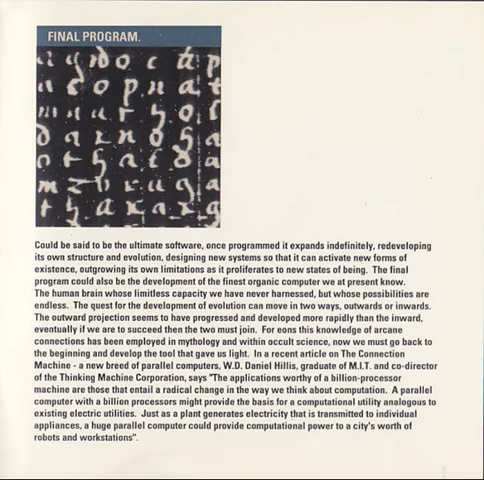 FINAL PROGRAM.
Could be said to be the ultimate software, once programmed it expands indefinitely, redeveloping
its own structure and evolution, designing new systems so that it can activate new forms of
existence, outgrowing its own limitations as it proliferates to new states of being. The final
program could also be the development of the finest organic computer we at present know.
The human brain whose limitless capacity we have never harnessed, but whose possibilities are
endless. The quest for the development of evolution can move in two ways, outwards or inwards.
The outward projection seems to have progressed and developed more rapidly than the inward,
eventually if we are to succeed then the two must join. For eons this knowledge of arcane
connections has been employed in mythology and within occult science, now we must go back to
the beginning and develop the tool that gave us light. In a recent article on The Connection
Machine - a new breed of parallel computers, W.D. Daniel Hillis, graduate of M.I.T. and co-director
of the Thinking Machine Corporation, says "The applications worthy of a billion-processor
machine are those that entail a radical change in the way we think about computation. A parallel
computer with a billion processors might provide the basis for a computational utility analogous to
existing electric utilities. Just as a plant generates electricity that is transmitted to individual
appliances, a huge parallel computer could provide computational power to a city's worth of
robots and workstations".